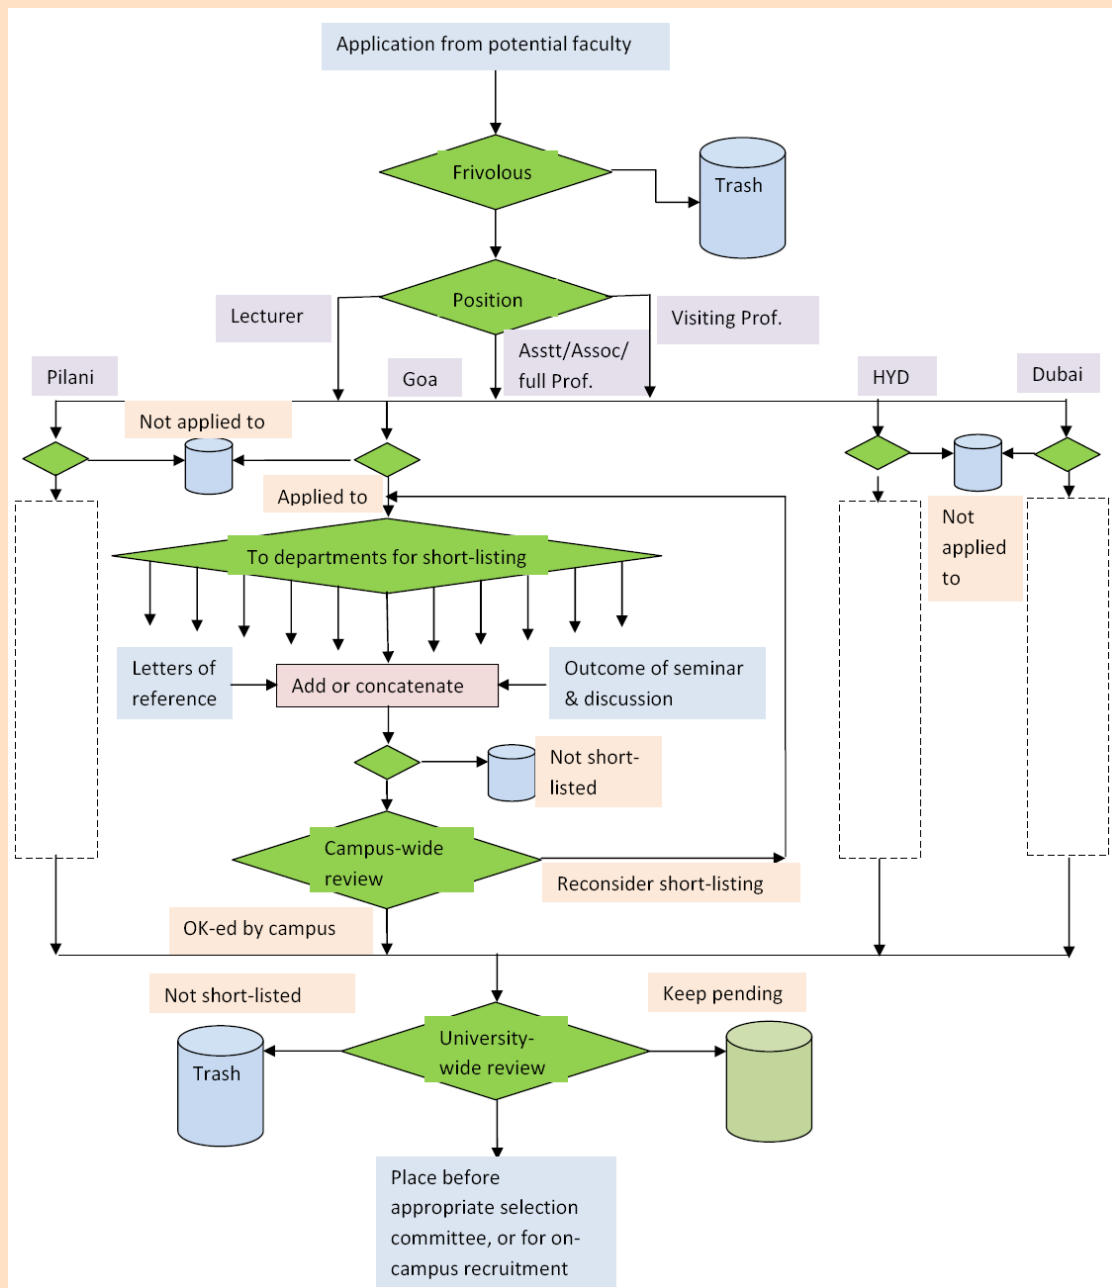 Application from potential faculty
Frivolous
Trash
Position
Lecturer
Visiting Prof.
Asstt/Assoc/
full Prof.
Pilani
Goa
HYD
Dubai
Not applied to
Applied to
Not
applied
to
To departments for short-listing
Letters of
reference
Add or concatenate
Outcome of seminar
& discussion
Not short-
listed
Campus-wide
review
Reconsider short-listing
OK-ed by campus
Not short-listed
Keep pending
University-
wide review
Trash
Place before
appropriate selection
committee, or for on-
campus recruitment